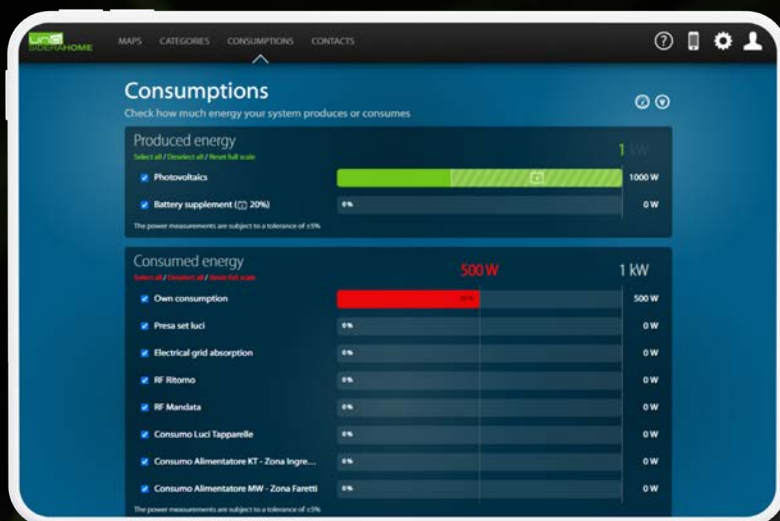 una
SIDERAHOME
MAPS CATEGORIES CONSUMPTIONS CONTACTS
Consumptions
Check how much energy your system produces or consumes
Produced energy
1 kW
Select all / Deselect all / Reset full scale
Photovoltaics 1000 W
Battery supplement ( 20%) 0% 0 W
The power measurements are subject to a tolerance of ±5%
Consumed energy 500 W 1 kW
Select all / Deselect all / Reset full scale
Own consumption 500 W
Presa set luci 0% 0 W
Electrical grid absorption 0% 0 W
RF Ritorno 0% 0 W
RF Mandata 0% 0 W
Consumo Luci Tapparelle 0% 0 W
Consumo Alimentatore KT - Zona Ingre... 0% 0 W
Consumo Alimentatore MW - Zona Faretti 0% 0 W
The power measurements are subject to a tolerance of ±5%